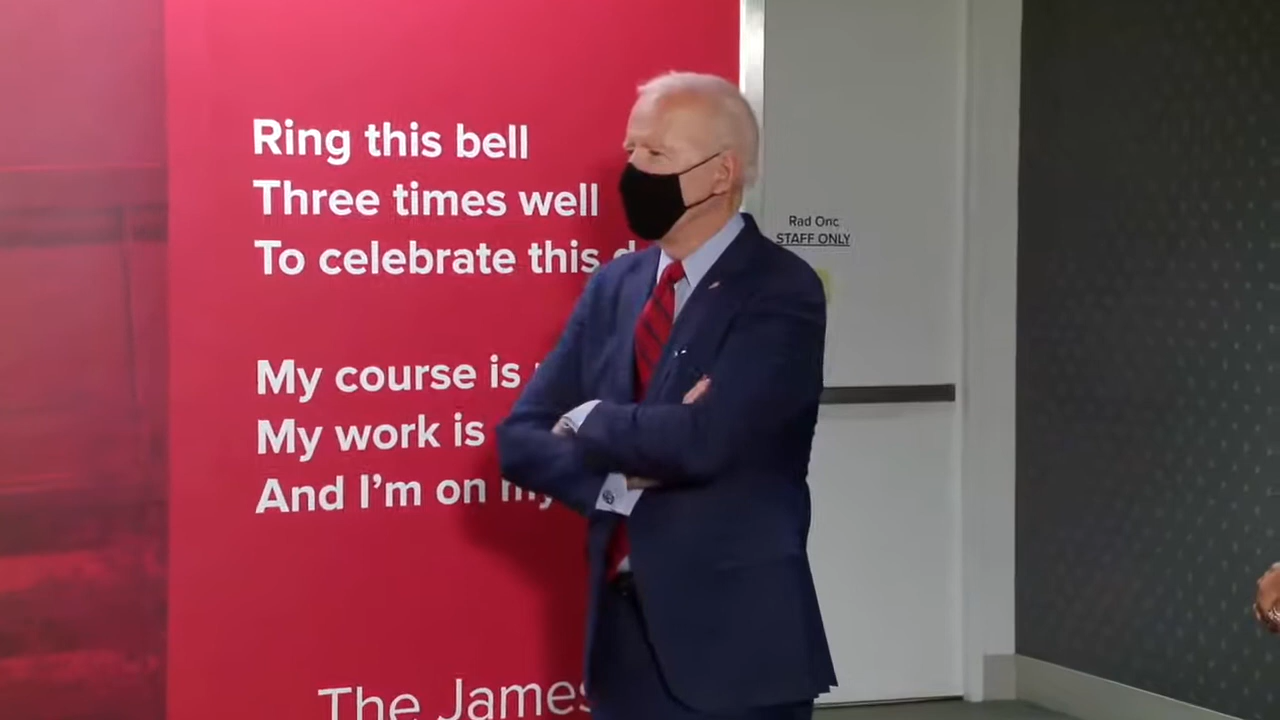 Ring this bell
Three times well
To celebrate this
My course is
My work is
And I'm on my
The James
Rad Onc
STAFF ONLY